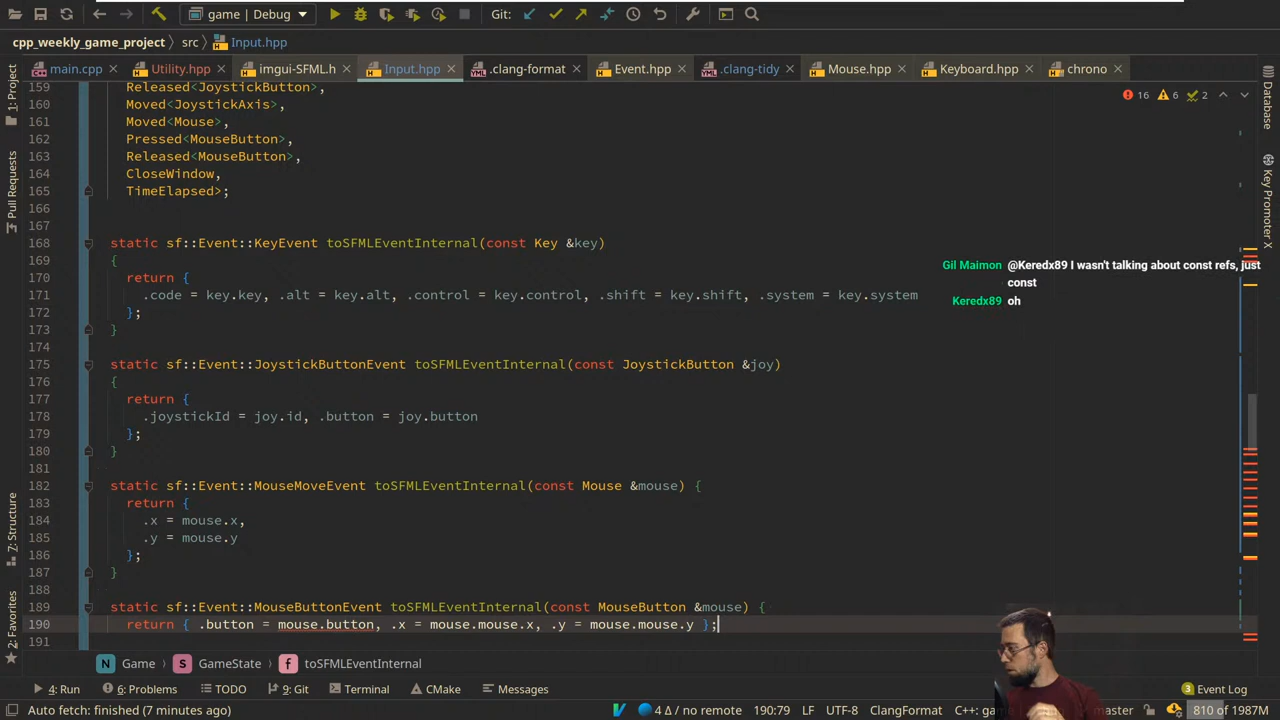 game | Debug
Git:
cpp_weekly_game_project
src
Input.hpp
main.cpp
Utility.hpp
imgui-SFML.h
Input.hpp
.clang-format
Event.hpp
.clang-tidy
Mouse.hpp
Keyboard.hpp
chrono
16
6
2
1: Project
Pull Requests
7: Structure
2: Favorites
Database
Key Promoter X
159 Released<JoystickButton>,
160 Moved<JoystickAxis>,
161 Moved<Mouse>,
162 Pressed<MouseButton>,
163 Released<MouseButton>,
164 CloseWindow,
165 TimeElapsed>;
166
167
168 static sf::Event::KeyEvent toSFMLEventInternal(const Key &key)
169 {
170 return {
171 .code = key.key, .alt = key.alt, .control = key.control, .shift = key.shift, .system = key.system
172 };
173 }
174
175 static sf::Event::JoystickButtonEvent toSFMLEventInternal(const JoystickButton &joy)
176 {
177 return {
178 .joystickId = joy.id, .button = joy.button
179 };
180 }
181
182 static sf::Event::MouseMoveEvent toSFMLEventInternal(const Mouse &mouse) {
183 return {
184 .x = mouse.x,
185 .y = mouse.y
186 };
187 }
188
189 static sf::Event::MouseButtonEvent toSFMLEventInternal(const MouseButton &mouse) {
190 return { .button = mouse.button, .x = mouse.mouse.x, .y = mouse.mouse.y };
191
Gil Maimon @Keredx89 I wasn't talking about const refs, just
const
Keredx89 oh
N Game
S GameState
f toSFMLEventInternal
4: Run
6: Problems
TODO
9: Git
Terminal
CMake
Messages
3 Event Log
Auto fetch: finished (7 minutes ago)
4 Δ / no remote
190:79
LF
UTF-8
ClangFormat
C++: gam
master
810 of 1987M